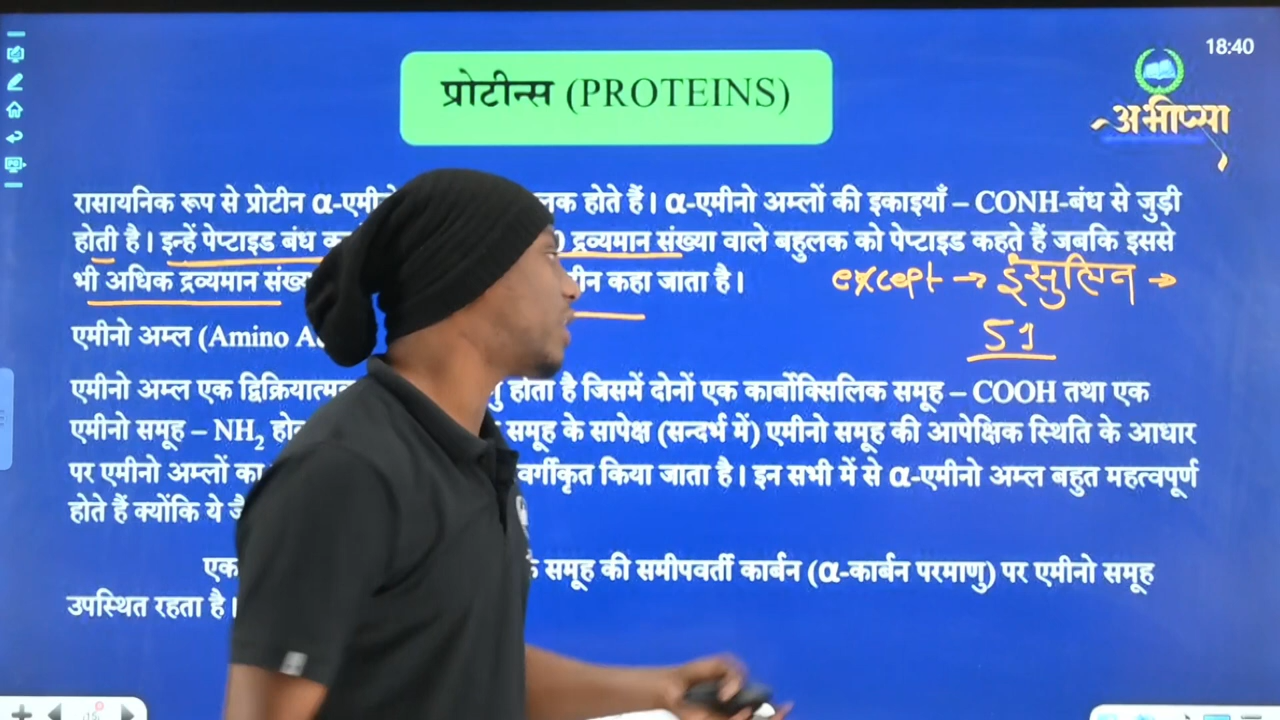 18:40
प्रोटीन्स (PROTEINS)
अभीप्सा
रासायनिक रूप से प्रोटीन α-एमीनो होते हैं। α-एमीनो अम्लों की इकाइयाँ – CONH-बंध से जुड़ी
होती है। इन्हें पेप्टाइड बंध द्रव्यमान संख्या वाले बहुलक को पेप्टाइड कहते हैं जबकि इससे
भी अधिक द्रव्यमान कहा जाता है।
except → इंसुलिन →
51
एमीनो अम्ल (Amino
एमीनो अम्ल एक होता है जिसमें दोनों एक कार्बोक्सिलिक समूह – COOH तथा एक
एमीनो समूह – NH₂ समूह के सापेक्ष (सन्दर्भ में) एमीनो समूह की आपेक्षिक स्थिति के आधार
पर एमीनो अम्लों वर्गीकृत किया जाता है। इन सभी में से α-एमीनो अम्ल बहुत महत्वपूर्ण
होते हैं क्योंकि ये
एक समूह की समीपवर्ती कार्बन (α-कार्बन परमाणु) पर एमीनो समूह
उपस्थित रहता है।